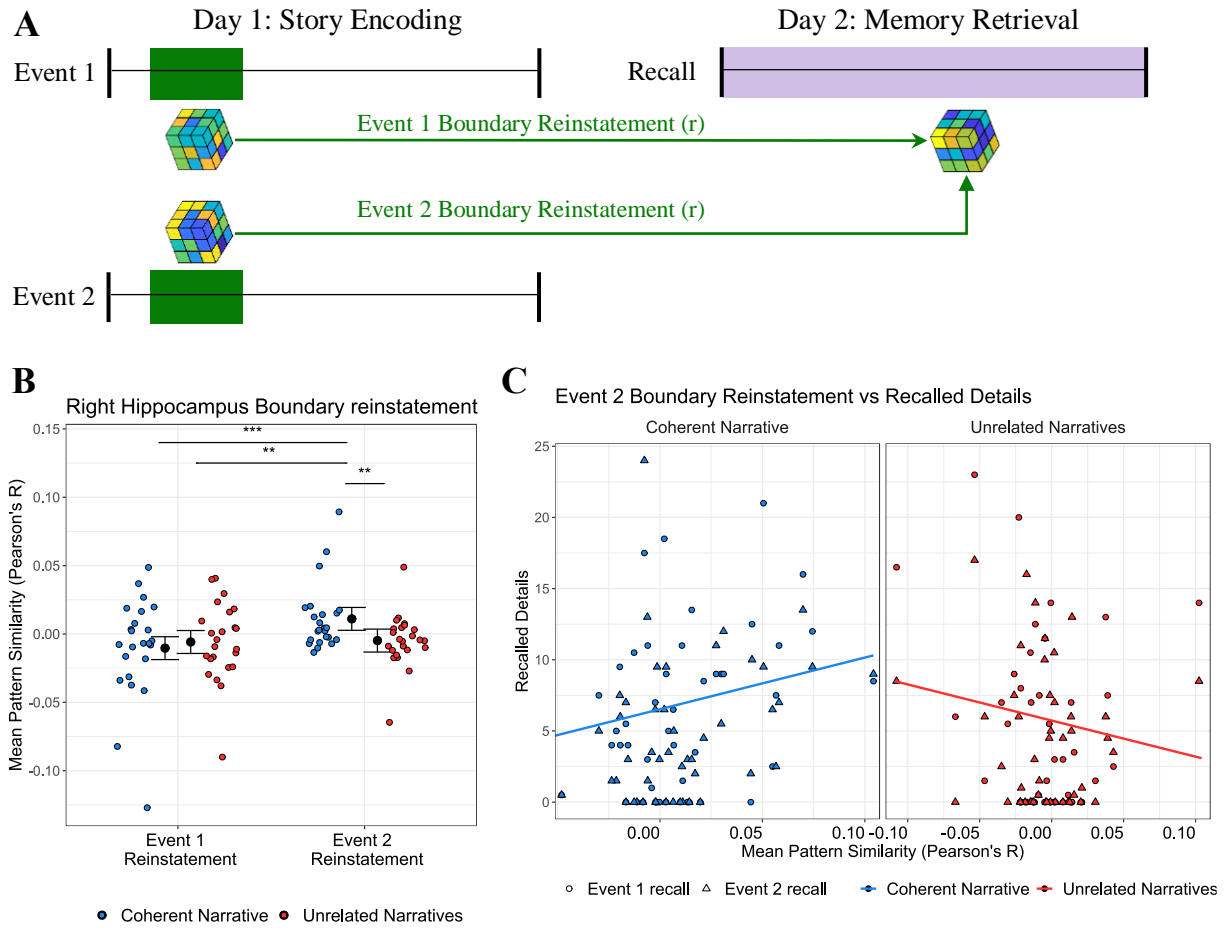 A
Day 1: Story Encoding
Day 2: Memory Retrieval
Event 1
Recall
Event 1 Boundary Reinstatement (r)
Event 2 Boundary Reinstatement (r)
Event 2
B
Right Hippocampus Boundary reinstatement
Mean Pattern Similarity (Pearson's R)
0.15
0.10
0.05
0.00
-0.05
-0.10
***
**
**
Event 1
Reinstatement
Event 2
Reinstatement
Coherent Narrative
Unrelated Narratives
C
Event 2 Boundary Reinstatement vs Recalled Details
Coherent Narrative
Unrelated Narratives
Recalled Details
25
20
15
10
5
0
0.00
0.05
0.10
-0.10
-0.05
0.00
0.05
0.10
Mean Pattern Similarity (Pearson's R)
Event 1 recall
Event 2 recall
Coherent Narrative
Unrelated Narratives